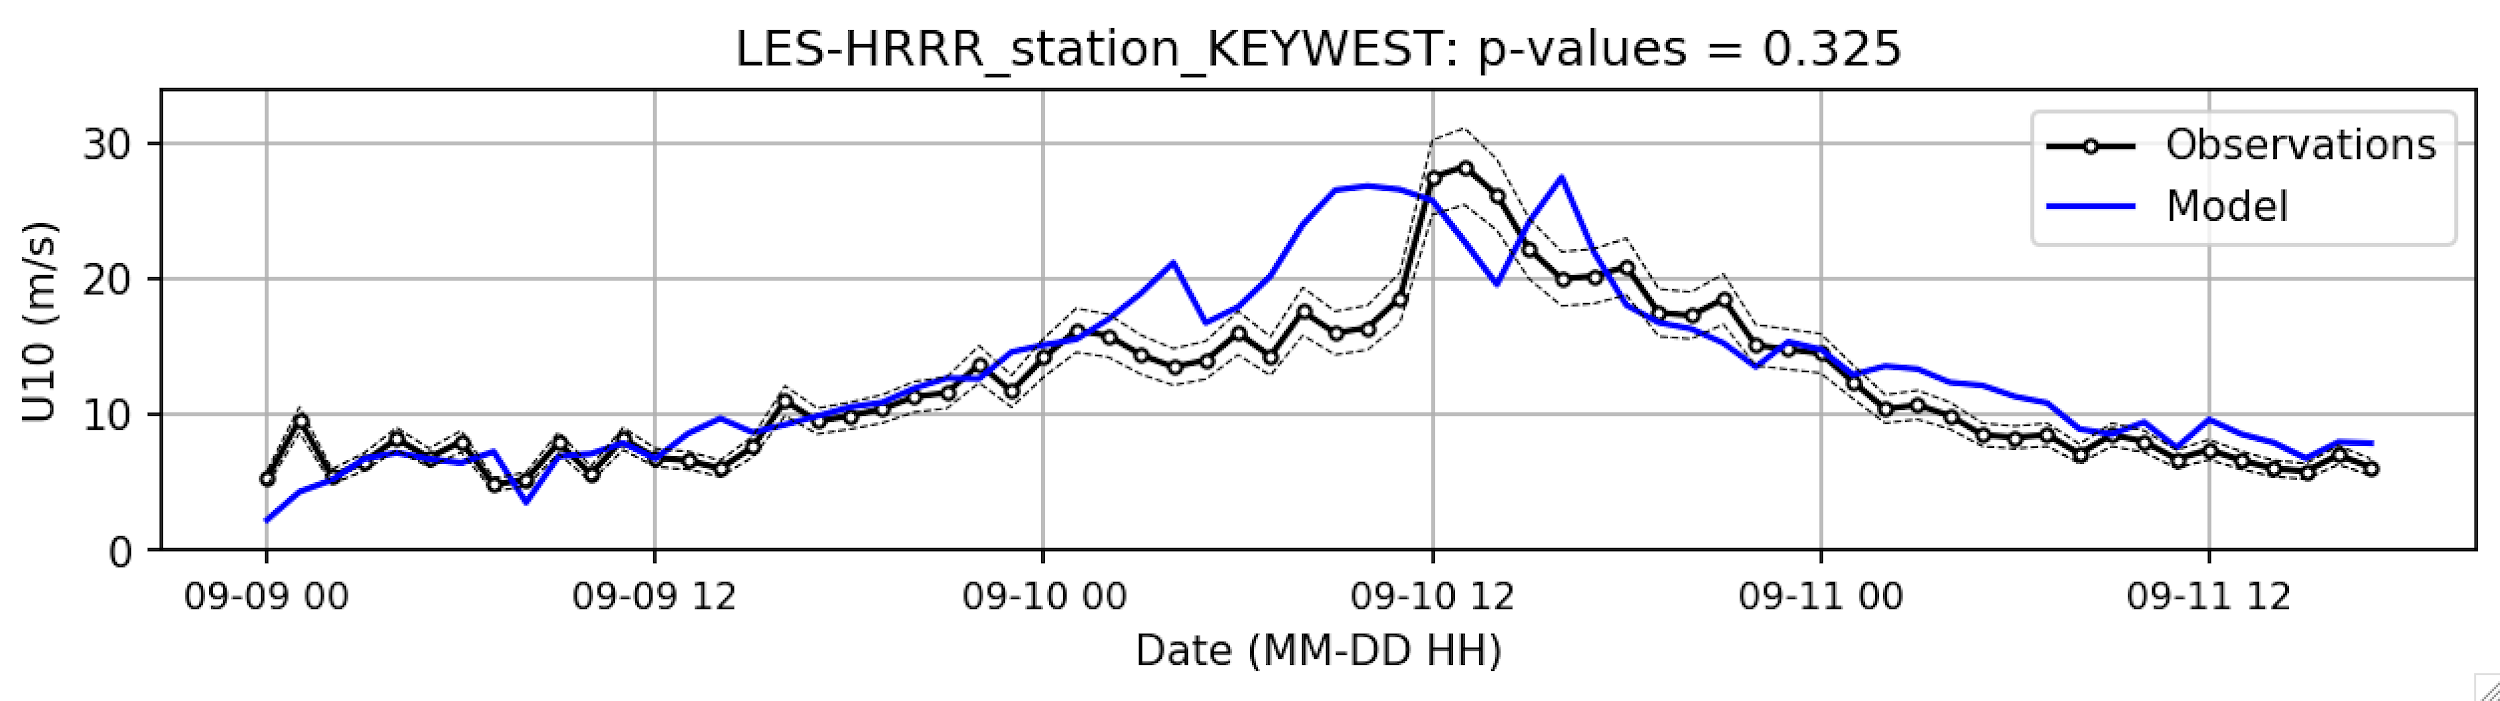 LES-HRRR_station_KEYWEST: p-values = 0.325
30
20
10
0
U10 (m/s)
Observations
Model
09-09 00
09-09 12
09-10 00
09-10 12
09-11 00
09-11 12
Date (MM-DD HH)